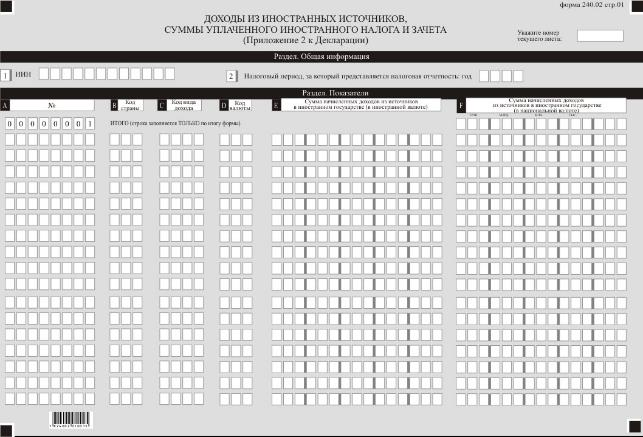 форма 240.02 стр.01
ДОХОДЫ ИЗ ИНОСТРАННЫХ ИСТОЧНИКОВ,
СУММЫ УПЛАЧЕННОГО ИНОСТРАННОГО НАЛОГА И ЗАЧЕТА
(Приложение 2 к Декларации)
Укажите номер
текущего листа:
Раздел. Общая информация
1 ИИН
2 Налоговый период, за который представляется налоговая отчетность: год
Раздел. Показатели
A №
B Код страны
C Код вида дохода
D Код валюты
E Сумма начисленных доходов из источников
в иностранном государстве (в иностранной валюте)
F Сумма начисленных доходов
из источников в иностранном государстве
(в национальной валюте)
0 0 0 0 0 0 0 1 ИТОГО (строка заполняется ТОЛЬКО по итогу формы)